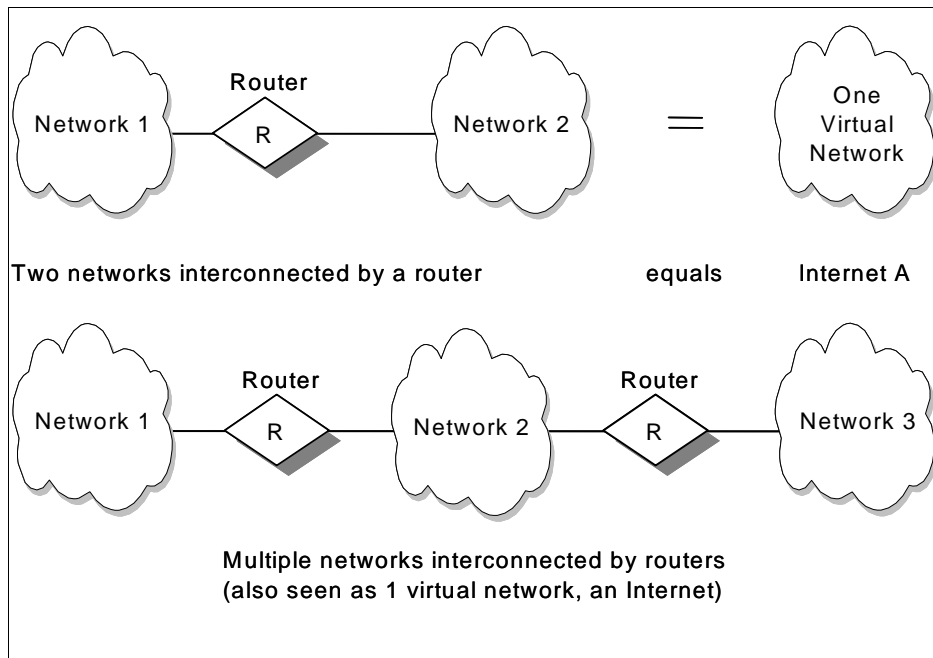 Router
Network 1
R
Network 2
=
One
Virtual
Network
Two networks interconnected by a router
equals
Internet A
Router
Router
Network 1
R
Network 2
R
Network 3
Multiple networks interconnected by routers
(also seen as 1 virtual network, an Internet)